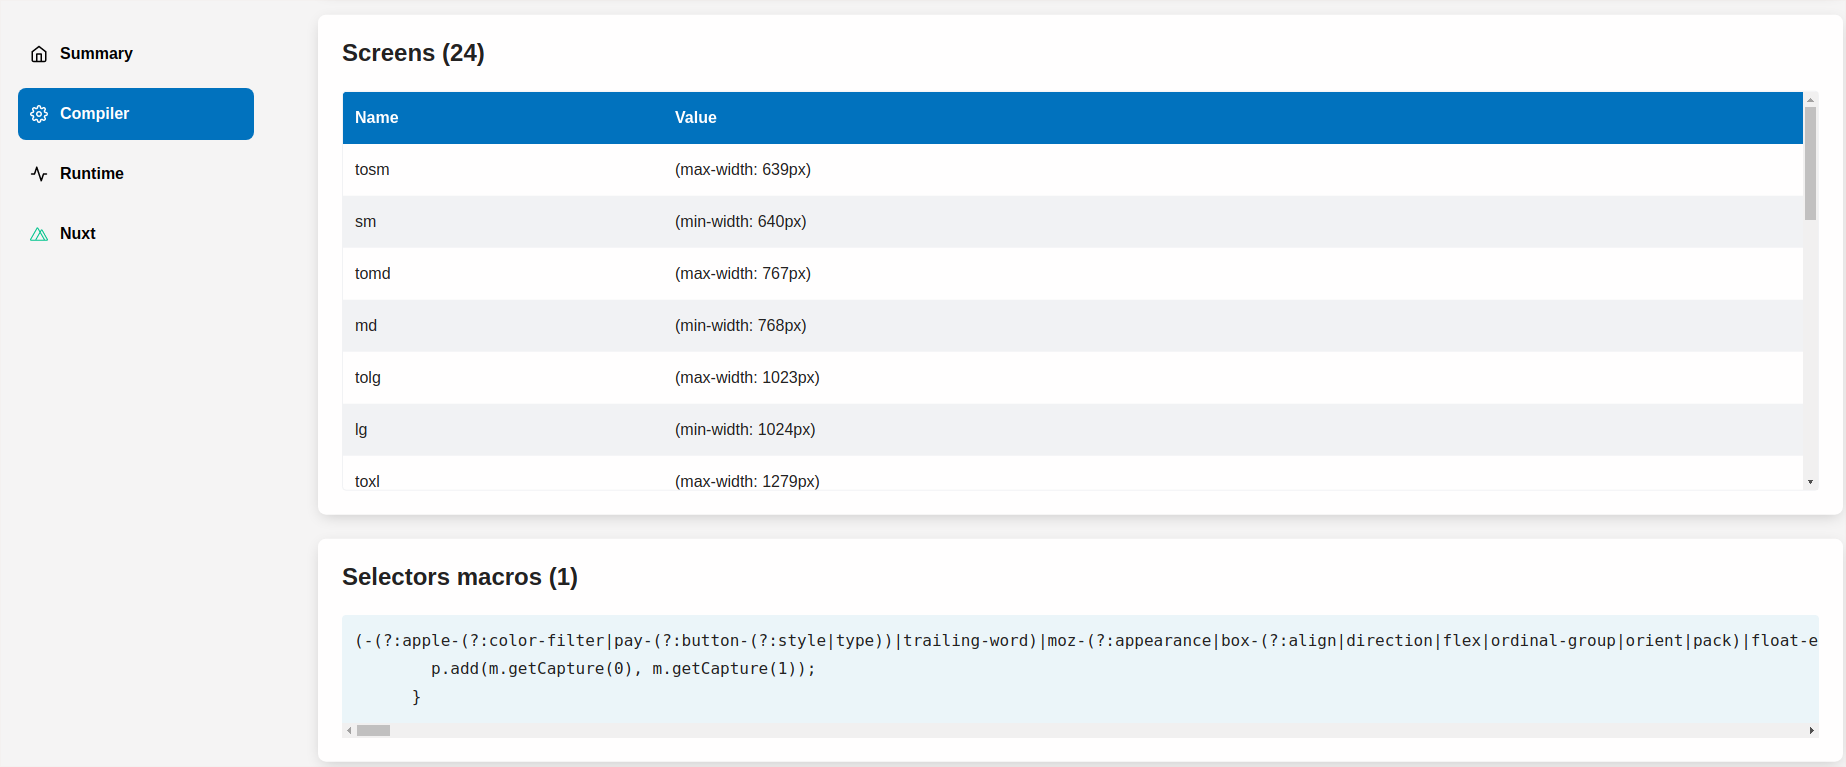 Summary
Compiler
Runtime
Nuxt
Screens (24)
Name Value
tosm (max-width: 639px)
sm (min-width: 640px)
tomd (max-width: 767px)
md (min-width: 768px)
tolg (max-width: 1023px)
lg (min-width: 1024px)
toxl (max-width: 1279px)
Selectors macros (1)
(-(?:apple-(?:color-filter|pay-(?:button-(?:style|type))|trailing-word)|moz-(?:appearance|box-(?:align|direction|flex|ordinal-group|orient|pack)|float-e
p.add(m.getCapture(0), m.getCapture(1));
}